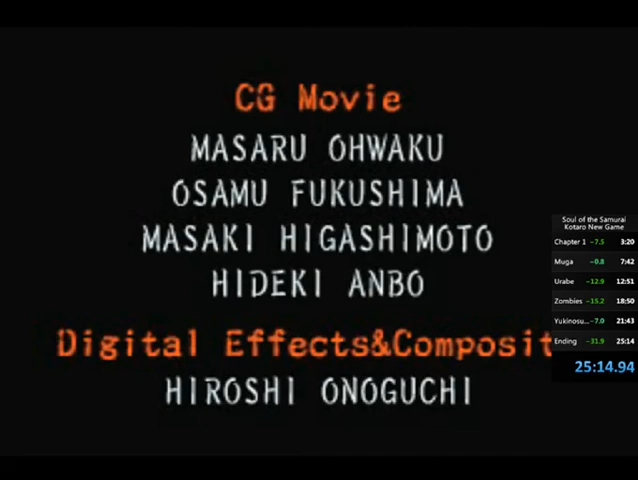 CG Movie
MASARU OHWAKU
OSAMU FUKUSHIMA
MASAKI HIGASHIMOTO
HIDEKI ANBO
Digital Effects&Composit
HIROSHI ONOGUCHI
Soul of the Samurai
Kotaro New Game
Chapter 1 -7.5 3:20
Muga -0.8 7:42
Urabe -12.9 12:51
Zombies -15.2 18:50
Yukinosu... -7.0 21:43
Ending -31.9 25:14
25:14.94